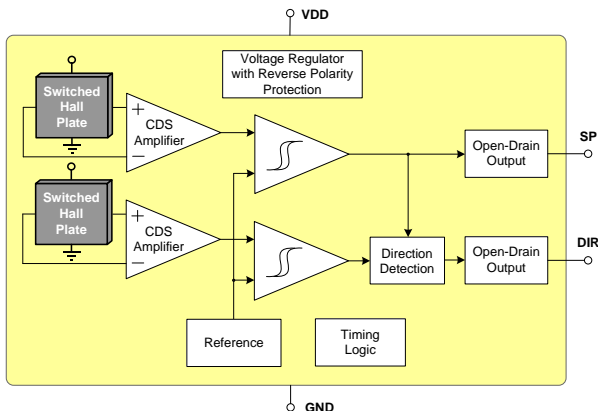 VDD
Voltage Regulator
with Reverse Polarity
Protection
Switched
Hall
Plate
+
−
CDS
Amplifier
Open-Drain
Output
SP
Switched
Hall
Plate
+
−
CDS
Amplifier
Direction
Detection
Open-Drain
Output
DIR
Reference
Timing
Logic
GND